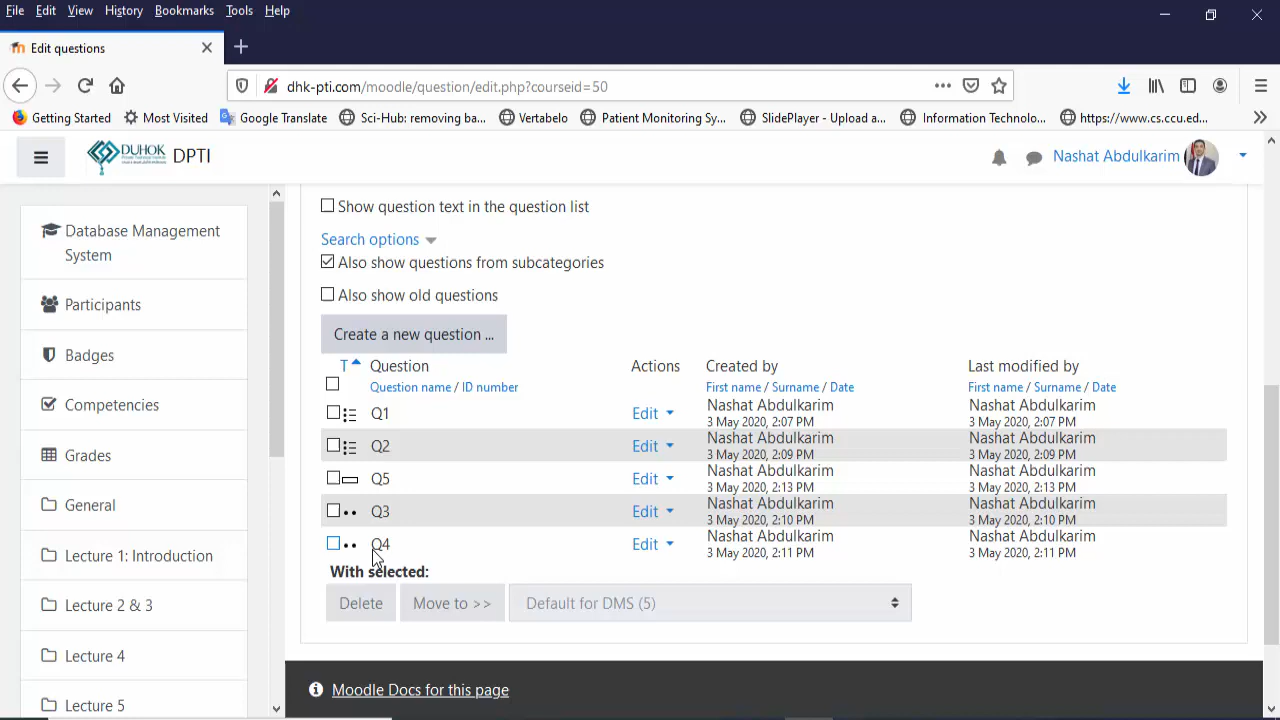 File Edit View History Bookmarks Tools Help
Edit questions
dhk-pti.com/moodle/question/edit.php?courseid=50
Getting Started Most Visited Google Translate Sci-Hub: removing ba... Vertabelo Patient Monitoring Sy... SlidePlayer - Upload a... Information Technolo... https://www.cs.ccu.ed...
DUHOK DPTI Nashat Abdulkarim
Database Management
System
Participants
Badges
Competencies
Grades
General
Lecture 1: Introduction
Lecture 2 & 3
Lecture 4
Lecture 5
Show question text in the question list
Search options
Also show questions from subcategories
Also show old questions
Create a new question ...
T Question Actions Created by Last modified by
Question name / ID number First name / Surname / Date First name / Surname / Date
Q1 Edit Nashat Abdulkarim Nashat Abdulkarim
3 May 2020, 2:07 PM 3 May 2020, 2:07 PM
Q2 Edit Nashat Abdulkarim Nashat Abdulkarim
3 May 2020, 2:09 PM 3 May 2020, 2:09 PM
Q5 Edit Nashat Abdulkarim Nashat Abdulkarim
3 May 2020, 2:13 PM 3 May 2020, 2:13 PM
Q3 Edit Nashat Abdulkarim Nashat Abdulkarim
3 May 2020, 2:10 PM 3 May 2020, 2:10 PM
Q4 Edit Nashat Abdulkarim Nashat Abdulkarim
3 May 2020, 2:11 PM 3 May 2020, 2:11 PM
With selected:
Delete Move to >> Default for DMS (5)
Moodle Docs for this page